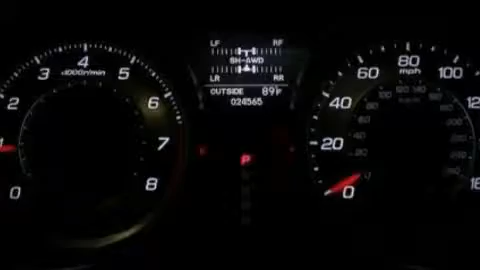 LF RF
SH-AWD
LR RR
OUTSIDE 89°F
024565
0 1 2 3 4 5 6 7 8
x1000r/min
P
0 20 40 60 80 100
mph
km/h